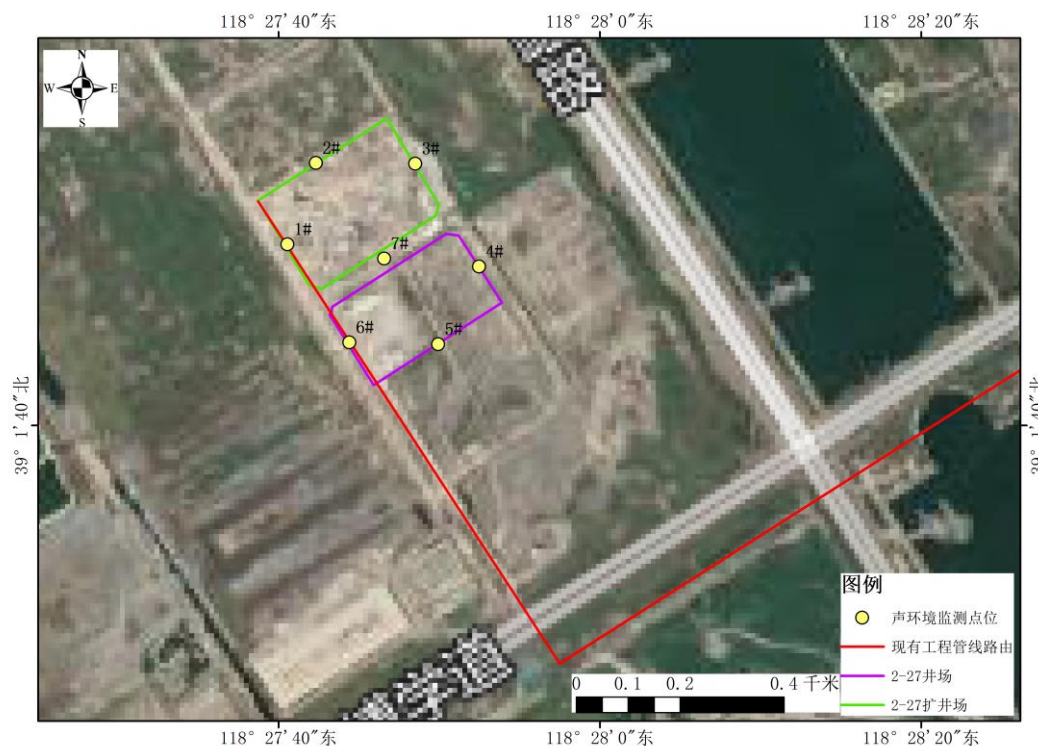 118° 27′40″东
118° 28′0″东
118° 20′20″东
N
W
E
S
2#
3#
1#
7#
4#
6#
5#
39° 1′40″北
39° 1′40″北
图例
声环境监测点位
现有工程管线路由
2-27井场
2-27扩井场
0
0.1
0.2
0.4 千米
118° 27′40″东
118° 28′0″东
118° 28′20″东